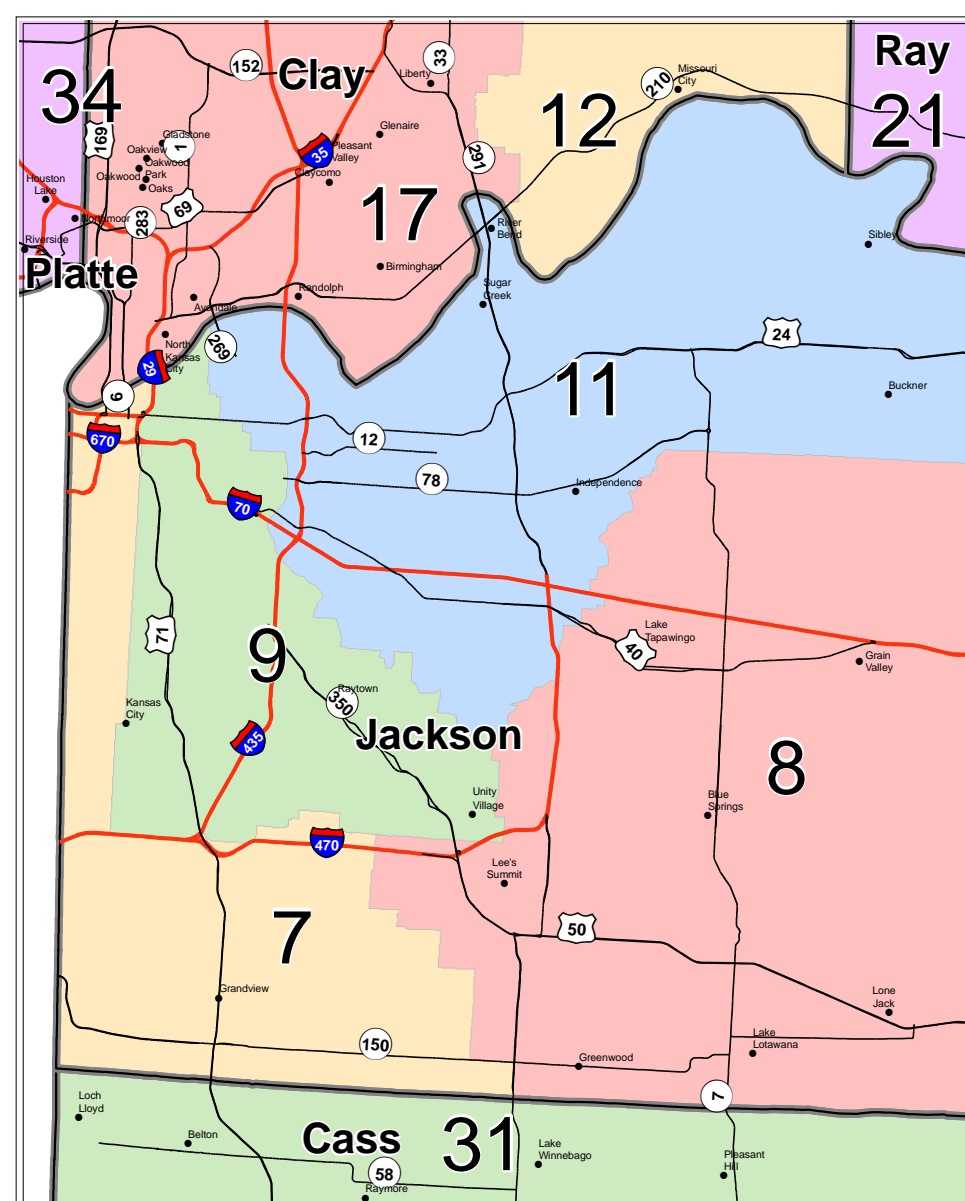 Ray
33
152
Clay
Liberty
Missouri
City
210
34
12
21
169
Gladstone
1
Glenaire
35
Pleasant
Valley
Oakview
Oakwood
Park
Oakwood
Oaks
Claycomo
291
Houston
Lake
69
17
Northmoor
283
River
Bend
Sibley
Riverside
Platte
Birmingham
Randolph
Sugar
Creek
Avondale
North
Kansas
City
269
24
29
11
6
Buckner
670
12
78
Independence
70
71
9
Lake
Tapawingo
40
Grain
Valley
Raytown
350
Kansas
City
435
Jackson
8
Unity
Village
Blue
Springs
470
Lee's
Summit
7
50
Grandview
Lone
Jack
150
Greenwood
Lake
Lotawana
7
Loch
Lloyd
Belton
Cass
31
Lake
Winnebago
Pleasant
Hill
58
Raymore